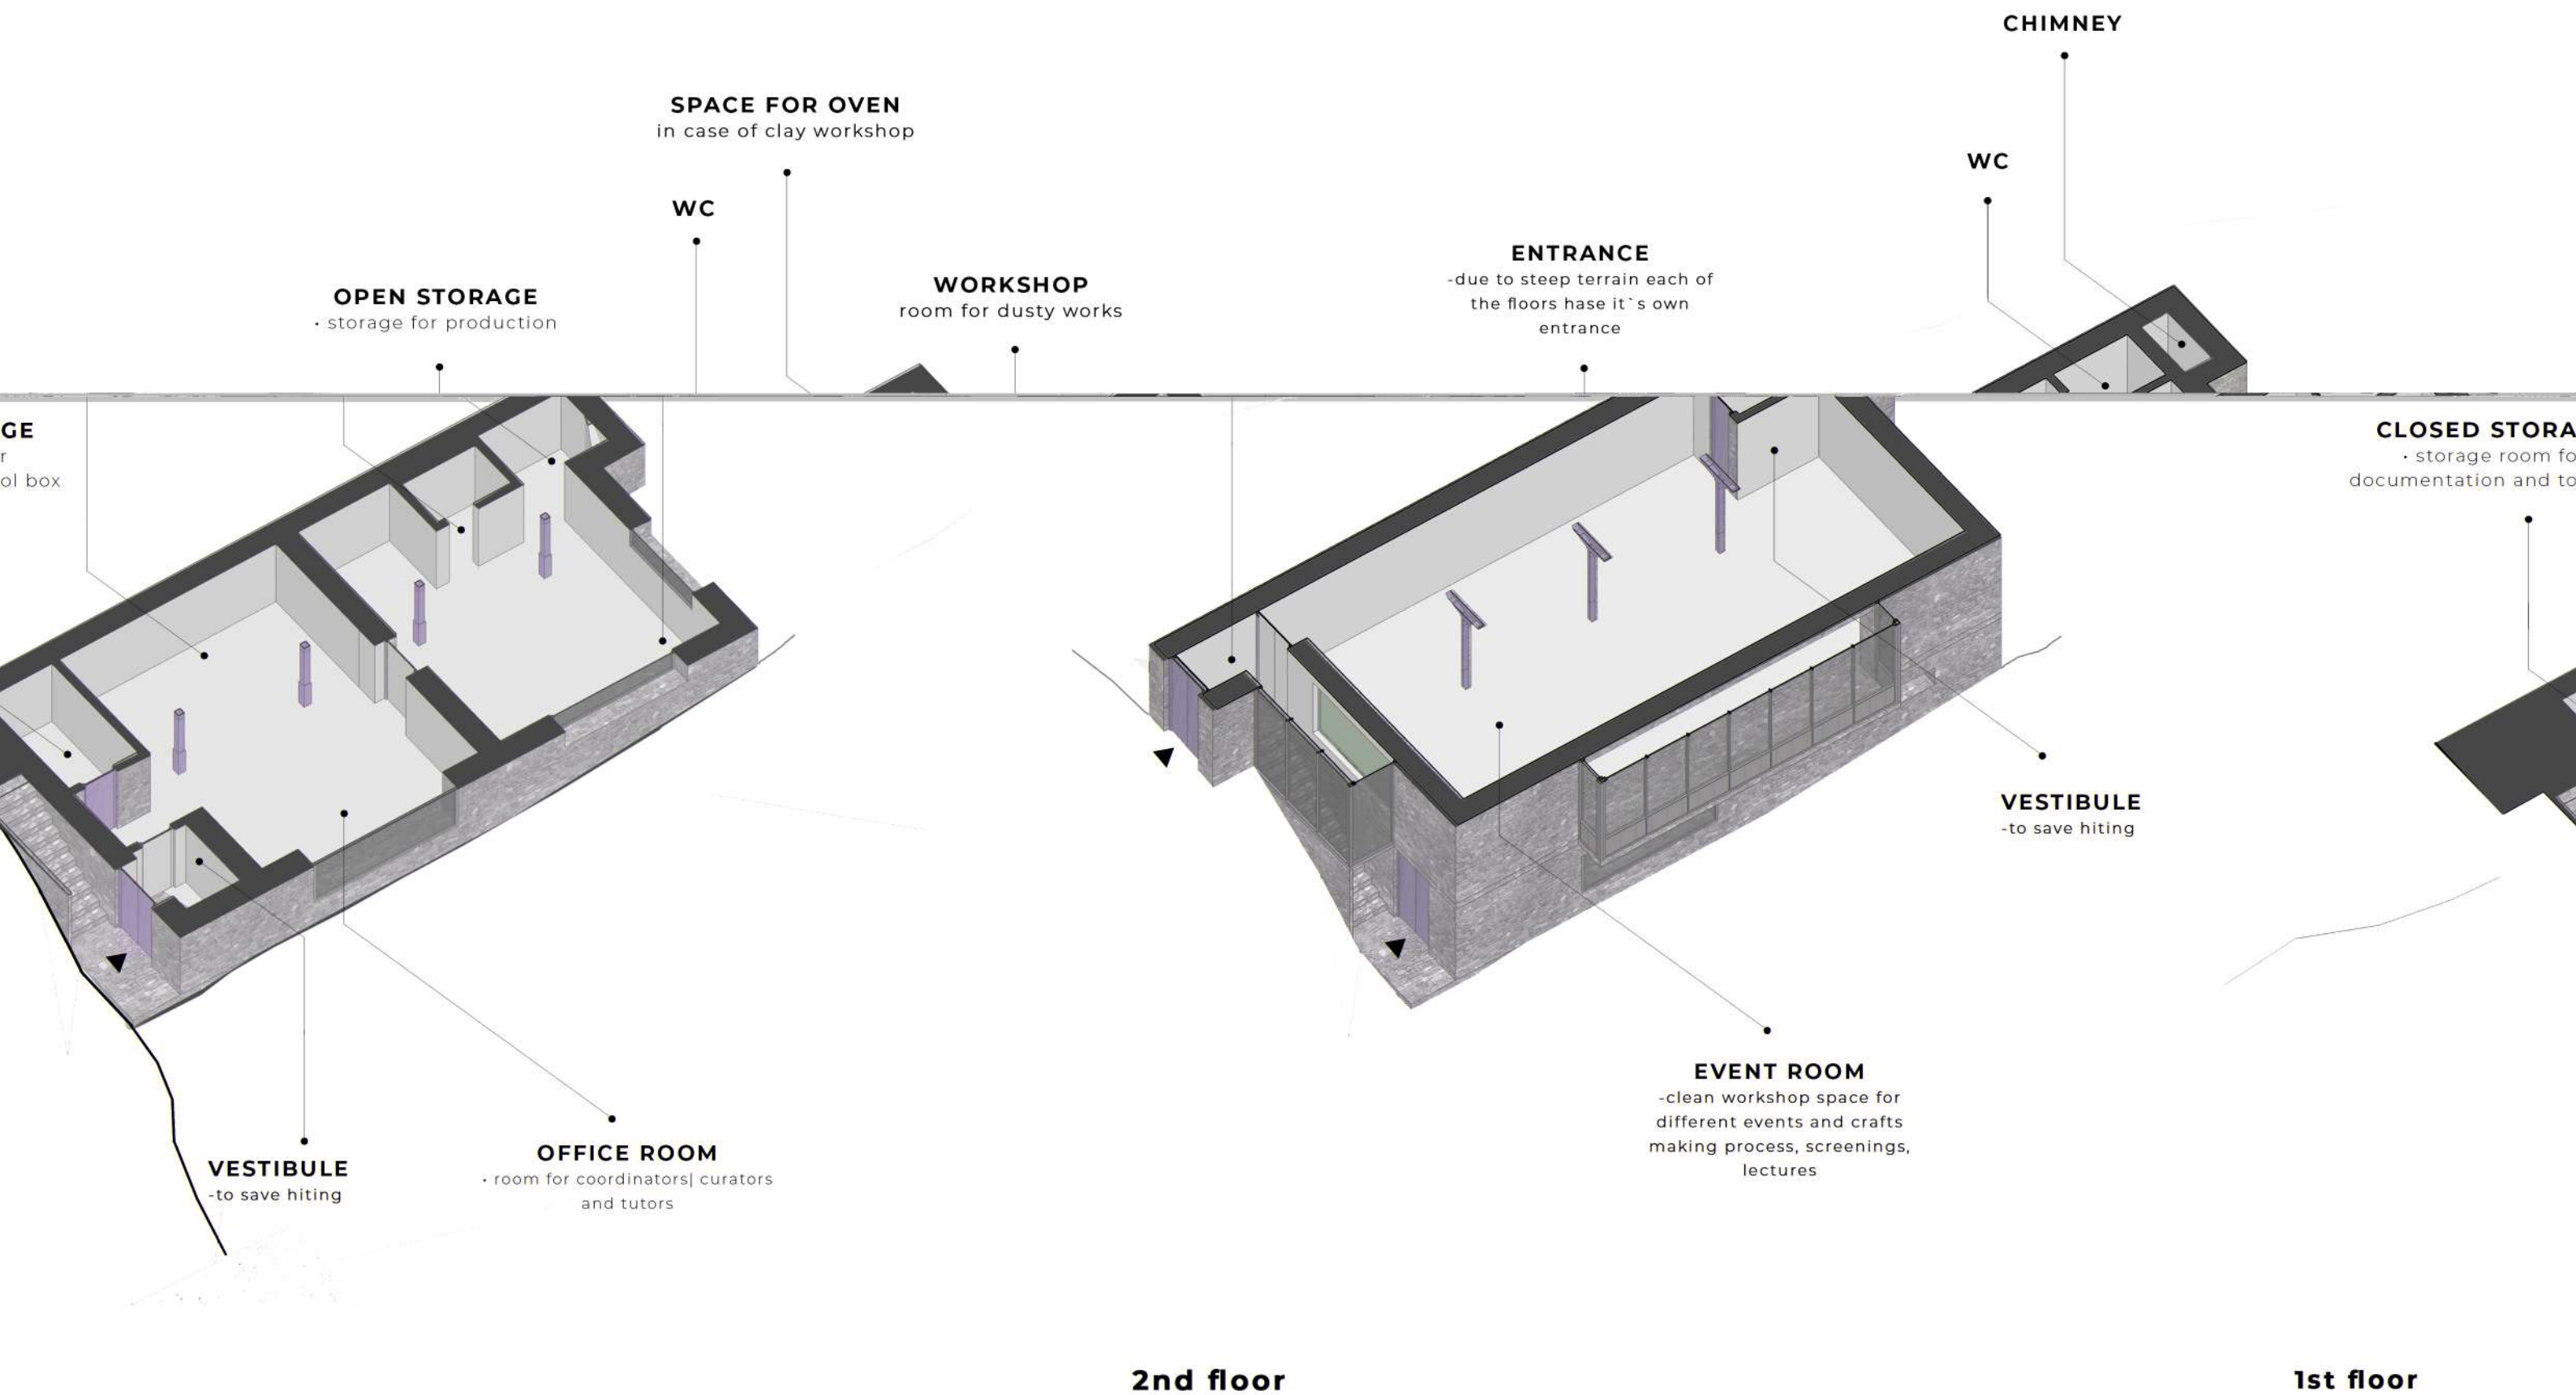 CHIMNEY
SPACE FOR OVEN
in case of clay workshop
WC
WC
ENTRANCE
-due to steep terrain each of
the floors hase it`s own
entrance
WORKSHOP
room for dusty works
OPEN STORAGE
• storage for production
GE
r
ol box
CLOSED STORA
• storage room fo
documentation and to
VESTIBULE
-to save hiting
EVENT ROOM
-clean workshop space for
different events and crafts
making process, screenings,
lectures
OFFICE ROOM
• room for coordinators| curators
and tutors
VESTIBULE
-to save hiting
2nd floor
1st floor